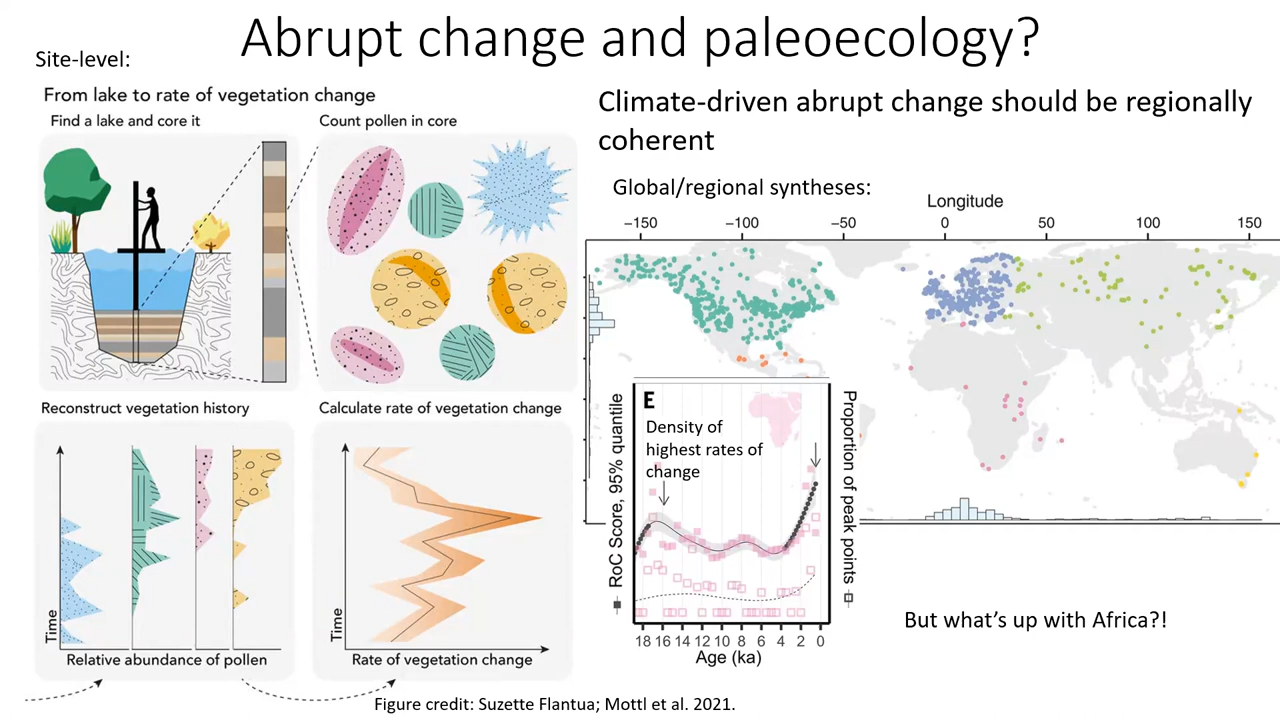 Abrupt change and paleoecology?
Site-level:
From lake to rate of vegetation change
Find a lake and core it
Count pollen in core
Reconstruct vegetation history
Calculate rate of vegetation change
Time
Relative abundance of pollen
Time
Rate of vegetation change
Climate-driven abrupt change should be regionally
coherent
Global/regional syntheses:
Longitude
−150 −100 −50 0 50 100 150
E
Density of
highest rates of
change
RoC Score, 95% quantile
Proportion of peak points
18 16 14 12 10 8 6 4 2 0
Age (ka)
But what’s up with Africa?!
Figure credit: Suzette Flantua; Mottl et al. 2021.